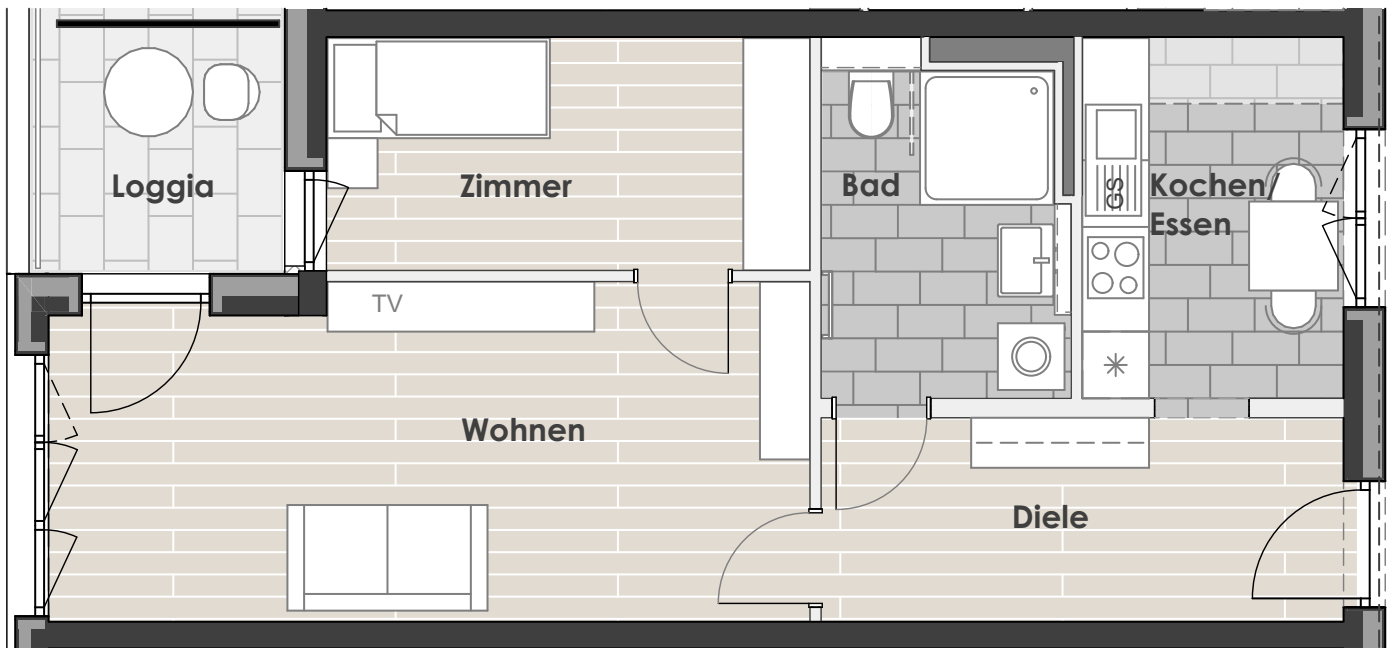 Loggia
Zimmer
Bad
GS
Kochen/
Essen
TV
Wohnen
Diele